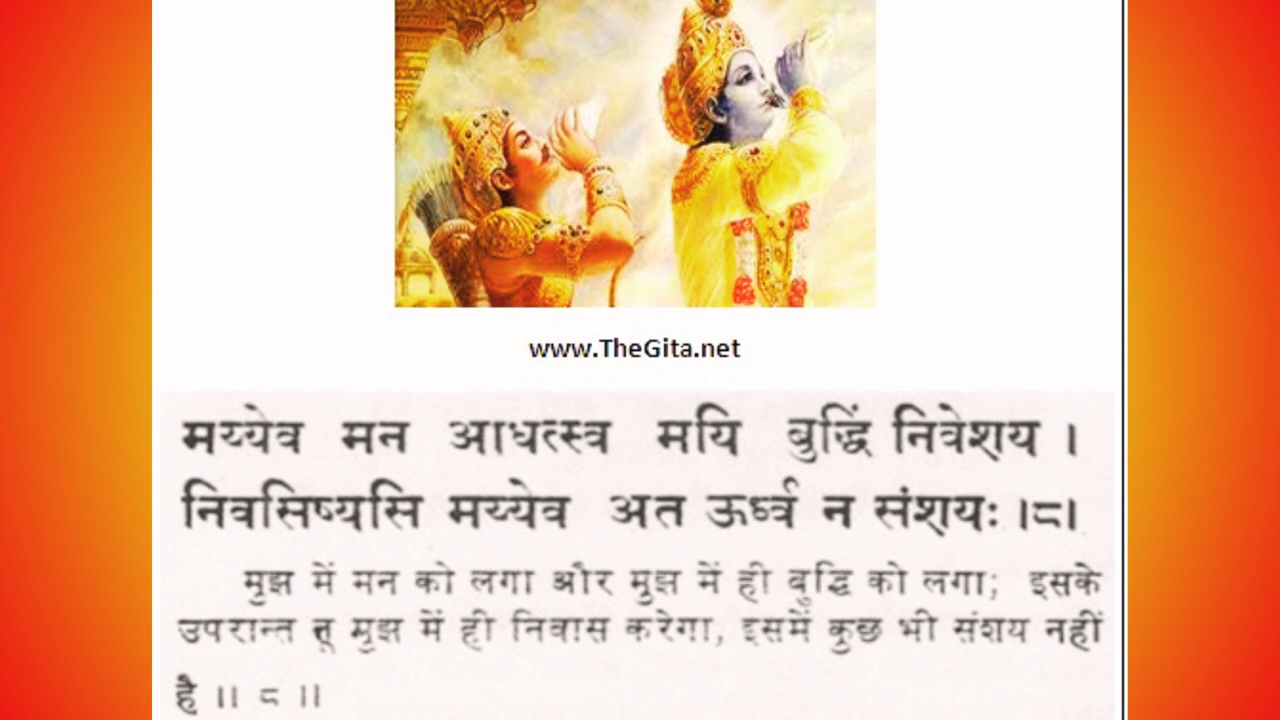 www.TheGita.net
मय्येव मन आधत्स्व मयि बुद्धिं निवेशय ।
निवसिष्यसि मय्येव अत ऊर्ध्वं न संशयः ।८।
मुझ में मन को लगा और मुझ में ही बुद्धि को लगा; इसके
उपरान्त तू मुझ में ही निवास करेगा, इसमें कुछ भी संशय नहीं
है ।। ८ ।।